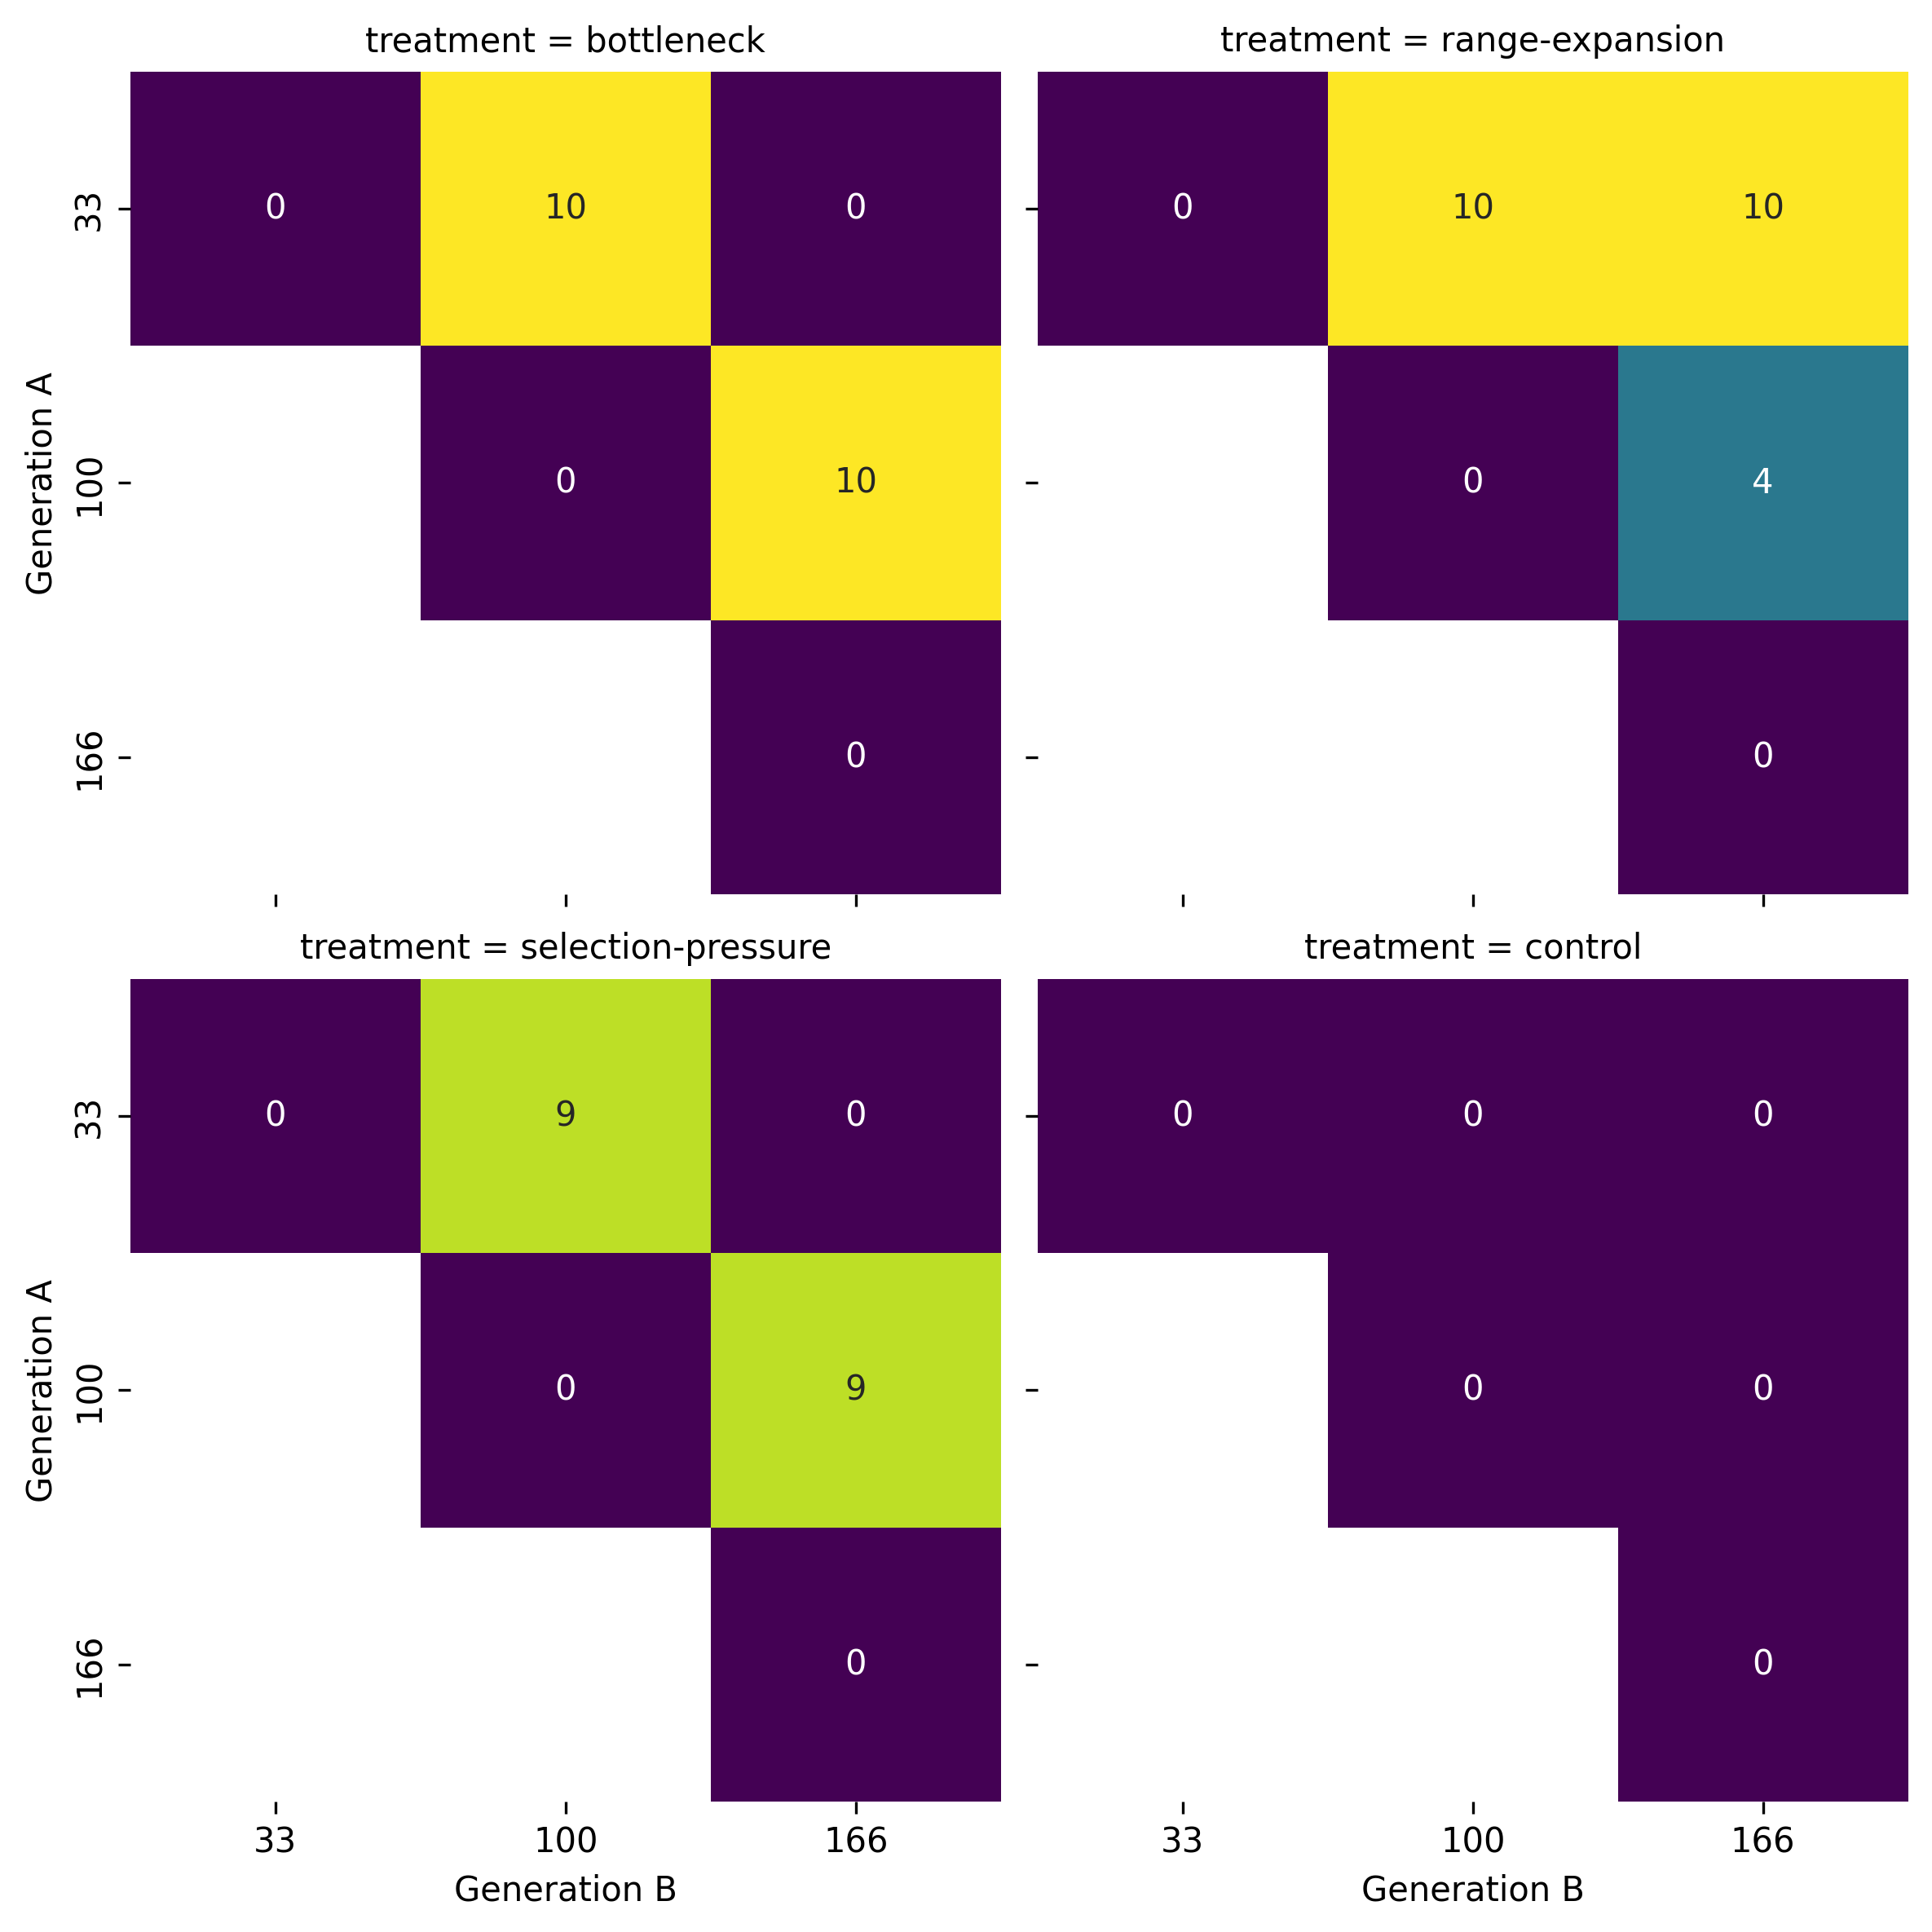 treatment = bottleneck
treatment = range-expansion
33 0 10 0 0 10 10
Generation A
100 0 10 0 4
166 0 0
treatment = selection-pressure
treatment = control
33 0 9 0 0 0 0
Generation A
100 0 9 0 0
166 0 0
33 100 166 33 100 166
Generation B
Generation B